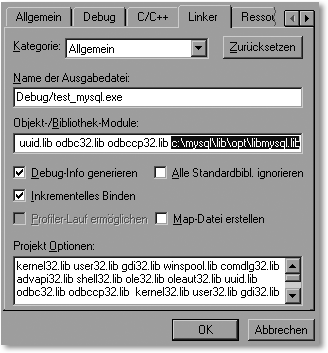 Allgemein Debug C/C++ Linker Ressou
Kategorie: Allgemein Zurücksetzen
Name der Ausgabedatei:
Debug/test_mysql.exe
Objekt-/Bibliothek-Module:
uuid.lib odbc32.lib odbccp32.lib c:\mysql\lib\opt\libmysql.lib
Debug-Info generieren Alle Standardbibl. ignorieren
Inkrementelles Binden
Profiler-Lauf ermöglichen Map-Datei erstellen
Projekt Optionen:
kernel32.lib user32.lib gdi32.lib winspool.lib comdlg32.lib
advapi32.lib shell32.lib ole32.lib oleaut32.lib uuid.lib
odbc32.lib odbccp32.lib kernel32.lib user32.lib gdi32.lib
OK Abbrechen